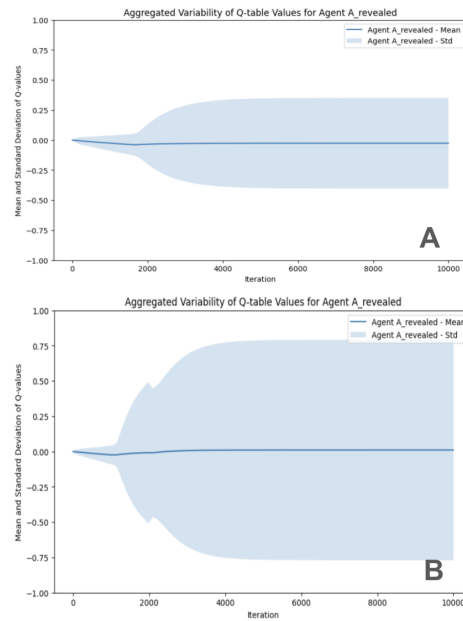 Aggregated Variability of Q-table Values for Agent A_revealed
Agent A_revealed - Mean
Agent A_revealed - Std
Mean and Standard Deviation of Q-values
1.00
0.75
0.50
0.25
0.00
−0.25
−0.50
−0.75
−1.00
0
2000
4000
6000
8000
10000
Iteration
A
Aggregated Variability of Q-table Values for Agent A_revealed
Agent A_revealed - Mean
Agent A_revealed - Std
Mean and Standard Deviation of Q-values
1.00
0.75
0.50
0.25
0.00
−0.25
−0.50
−0.75
−1.00
0
2000
4000
6000
8000
10000
Iteration
B